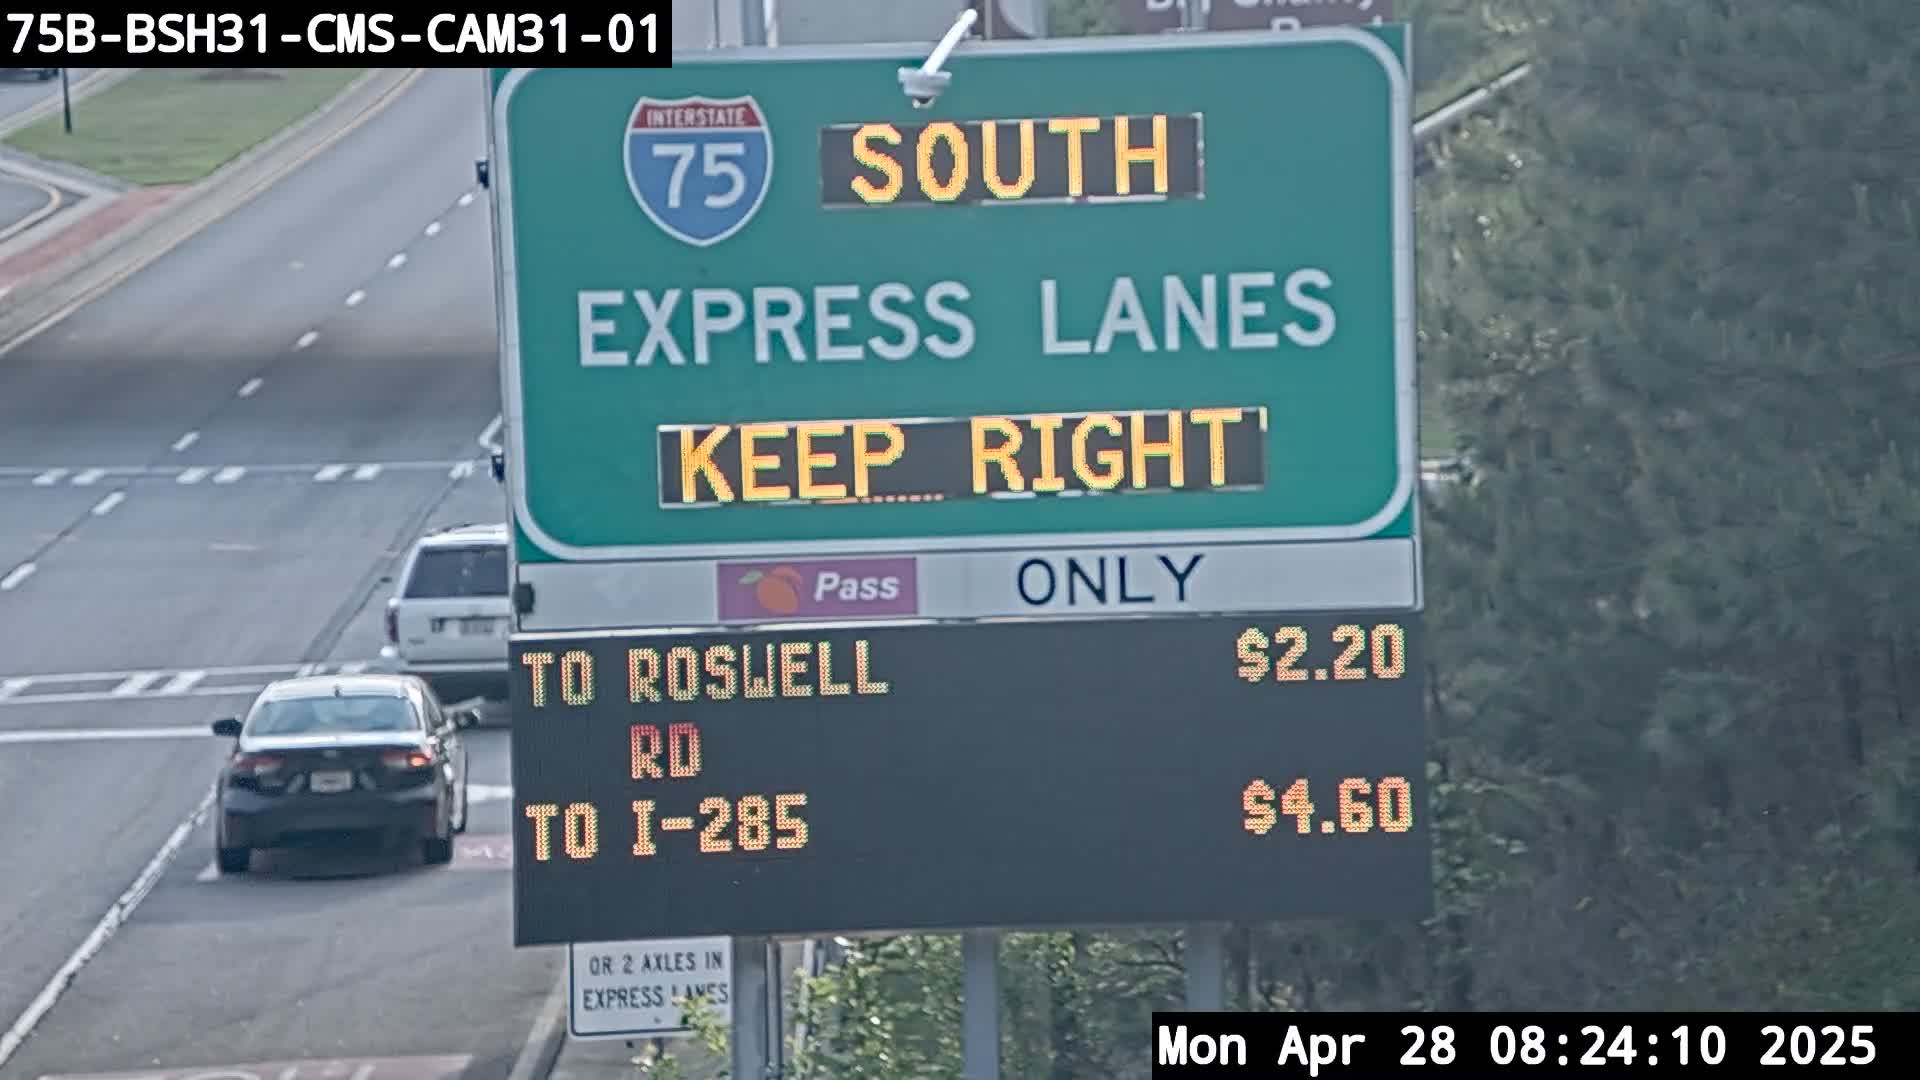 75B-BSH31-CMS-CAM31-01
INTERSTATE
75
SOUTH
EXPRESS LANES
KEEP RIGHT
Pass ONLY
TO ROSWELL $2.20
RD
TO I-285 $4.60
OR 2 AXLES IN
EXPRESS LANES
Mon Apr 28 08:24:10 2025